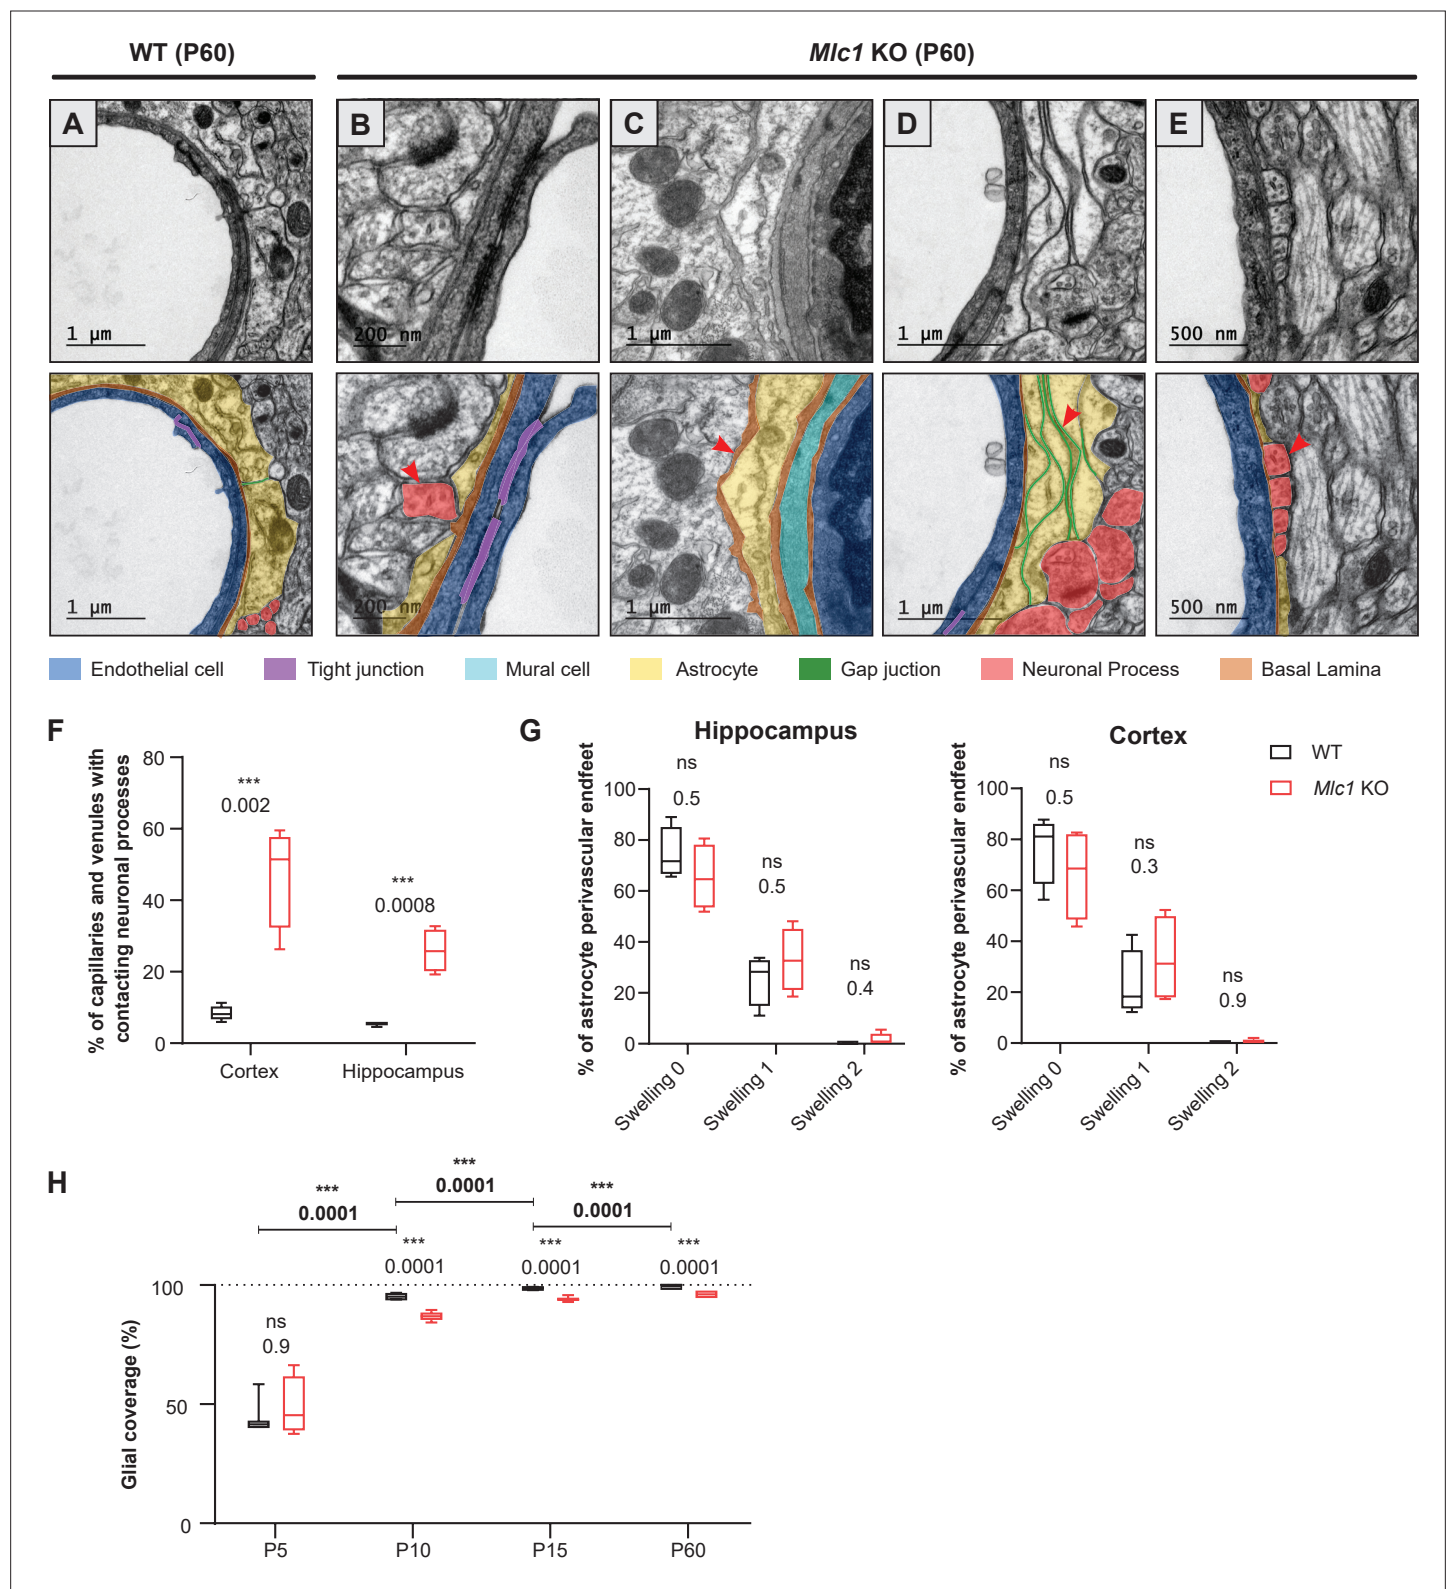 WT (P60)
Mlc1 KO (P60)
A
B
C
D
E
1 µm
200 nm
1 µm
1 µm
500 nm
1 µm
200 nm
1 µm
1 µm
500 nm
Endothelial cell
Tight junction
Mural cell
Astrocyte
Gap juction
Neuronal Process
Basal Lamina
F
% of capillaries and venules with
contacting neuronal processes
80
60
40
20
0
***
0.002
***
0.0008
Cortex
Hippocampus
G
Hippocampus
% of astrocyte perivascular endfeet
100
80
60
40
20
0
ns
0.5
ns
0.5
ns
0.4
Swelling 0
Swelling 1
Swelling 2
Cortex
% of astrocyte perivascular endfeet
100
80
60
40
20
0
ns
0.5
ns
0.3
ns
0.9
Swelling 0
Swelling 1
Swelling 2
WT
Mlc1 KO
H
***
0.0001
***
0.0001
***
0.0001
***
0.0001
***
0.0001
***
0.0001
ns
0.9
Glial coverage (%)
100
50
0
P5
P10
P15
P60